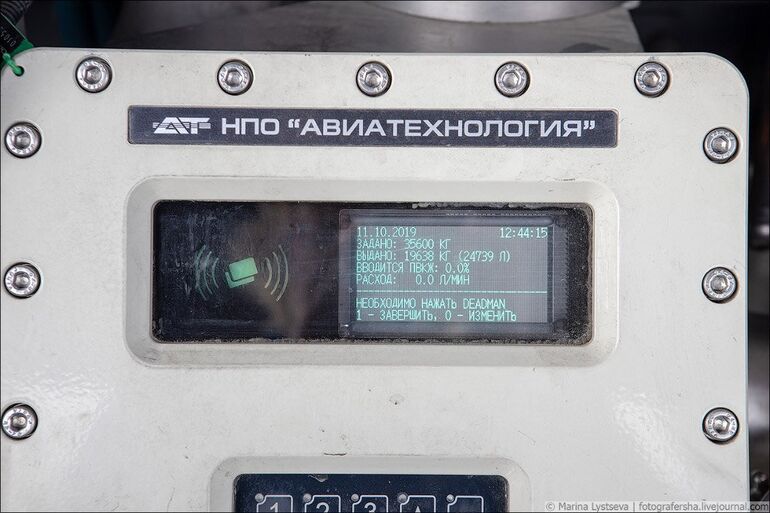 АТ НПО “АВИАТЕХНОЛОГИЯ”
11.10.2019 12:44:15
ЗАДАНО: 35600 КГ
ВЫДАНО: 19638 КГ (24739 Л)
ВВОДИТСЯ ПВКЖ: 0.0%
РАСХОД: 0.0 Л/МИН
НЕОБХОДИМО НАЖАТЬ DEADMAN
1 - ЗАВЕРШИТЬ, 0 - ИЗМЕНИТЬ
1 2 3
© Marina Lystseva | fotografersha.livejournal.com